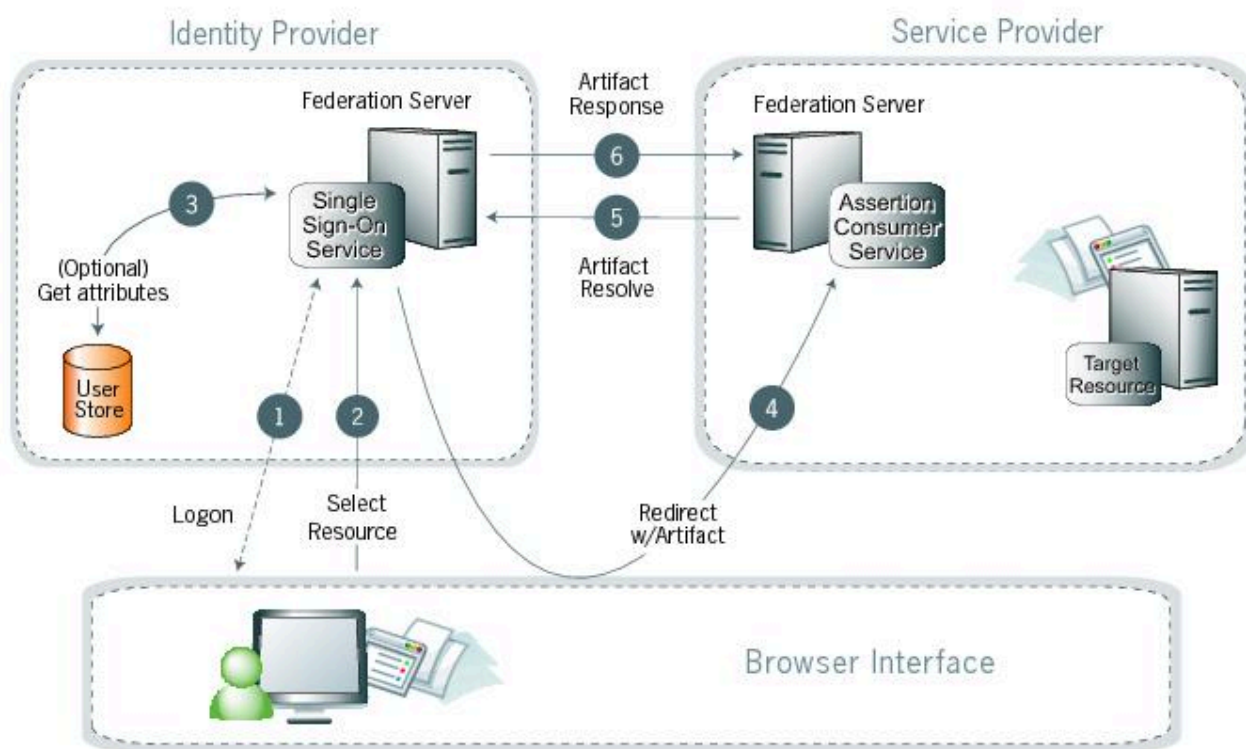 Identity Provider
Service Provider
Federation Server
Artifact
Response
Federation Server
6
3
Single
Sign-On
Service
5
Assertion
Consumer
Service
(Optional)
Get attributes
Artifact
Resolve
User
Store
1
2
4
Target
Resource
Logon
Select
Resource
Redirect
w/Artifact
Browser Interface